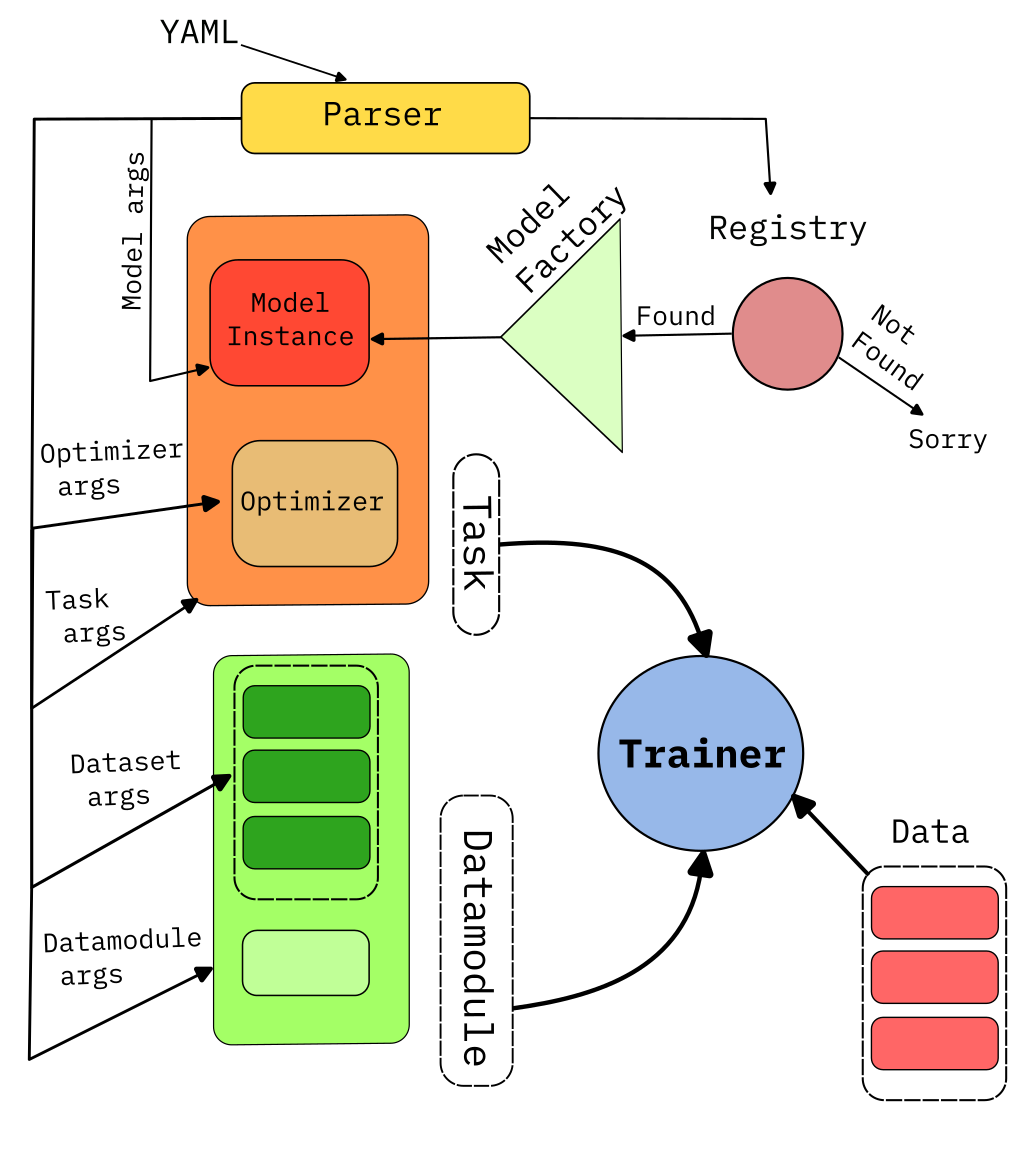 YAML
Parser
Model args
Model
Factory
Registry
Model
Instance
Found
Not
Found
Sorry
Optimizer
args
Optimizer
Task
Task
args
Dataset
args
Trainer
Data
Datamodule
Datamodule
args